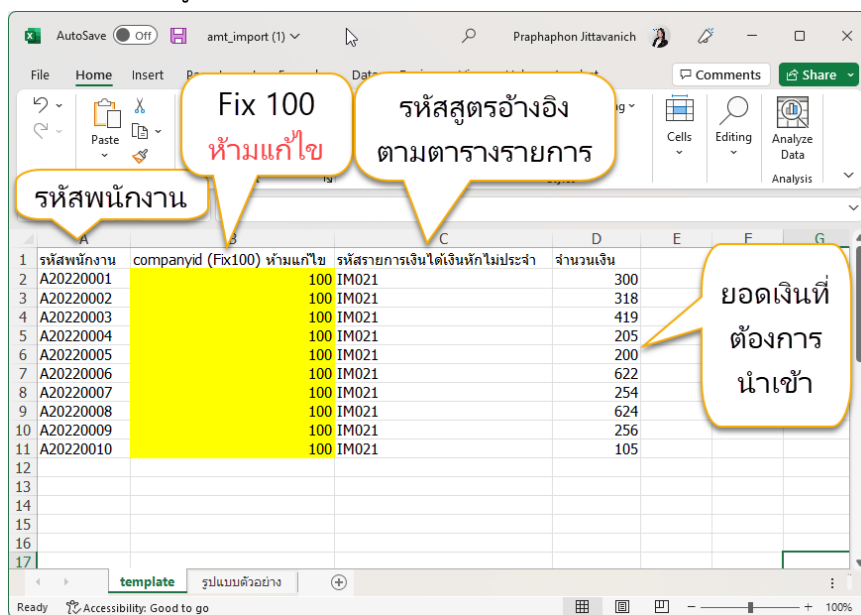 AutoSave Off amt_import (1) Praphaphon Jittavanich
File Home Insert Comments Share
Paste Cells Editing Analyze Data
Analysis
Fix 100
ห้ามแก้ไข
รหัสสูตรอ้างอิง
ตามตารางรายการ
รหัสพนักงาน
A C D E F G
1 รหัสพนักงาน companyid (Fix100) ห้ามแก้ไข รหัสรายการเงินได้เงินหักไม่ประจำ จำนวนเงิน
2 A20220001 100 IM021 300
3 A20220002 100 IM021 318
4 A20220003 100 IM021 419
5 A20220004 100 IM021 205
6 A20220005 100 IM021 200
7 A20220006 100 IM021 622
8 A20220007 100 IM021 254
9 A20220008 100 IM021 624
10 A20220009 100 IM021 256
11 A20220010 100 IM021 105
12
13
14
15
16
17
ยอดเงินที่
ต้องการ
นำเข้า
template รูปแบบตัวอย่าง
Ready Accessibility: Good to go 100%